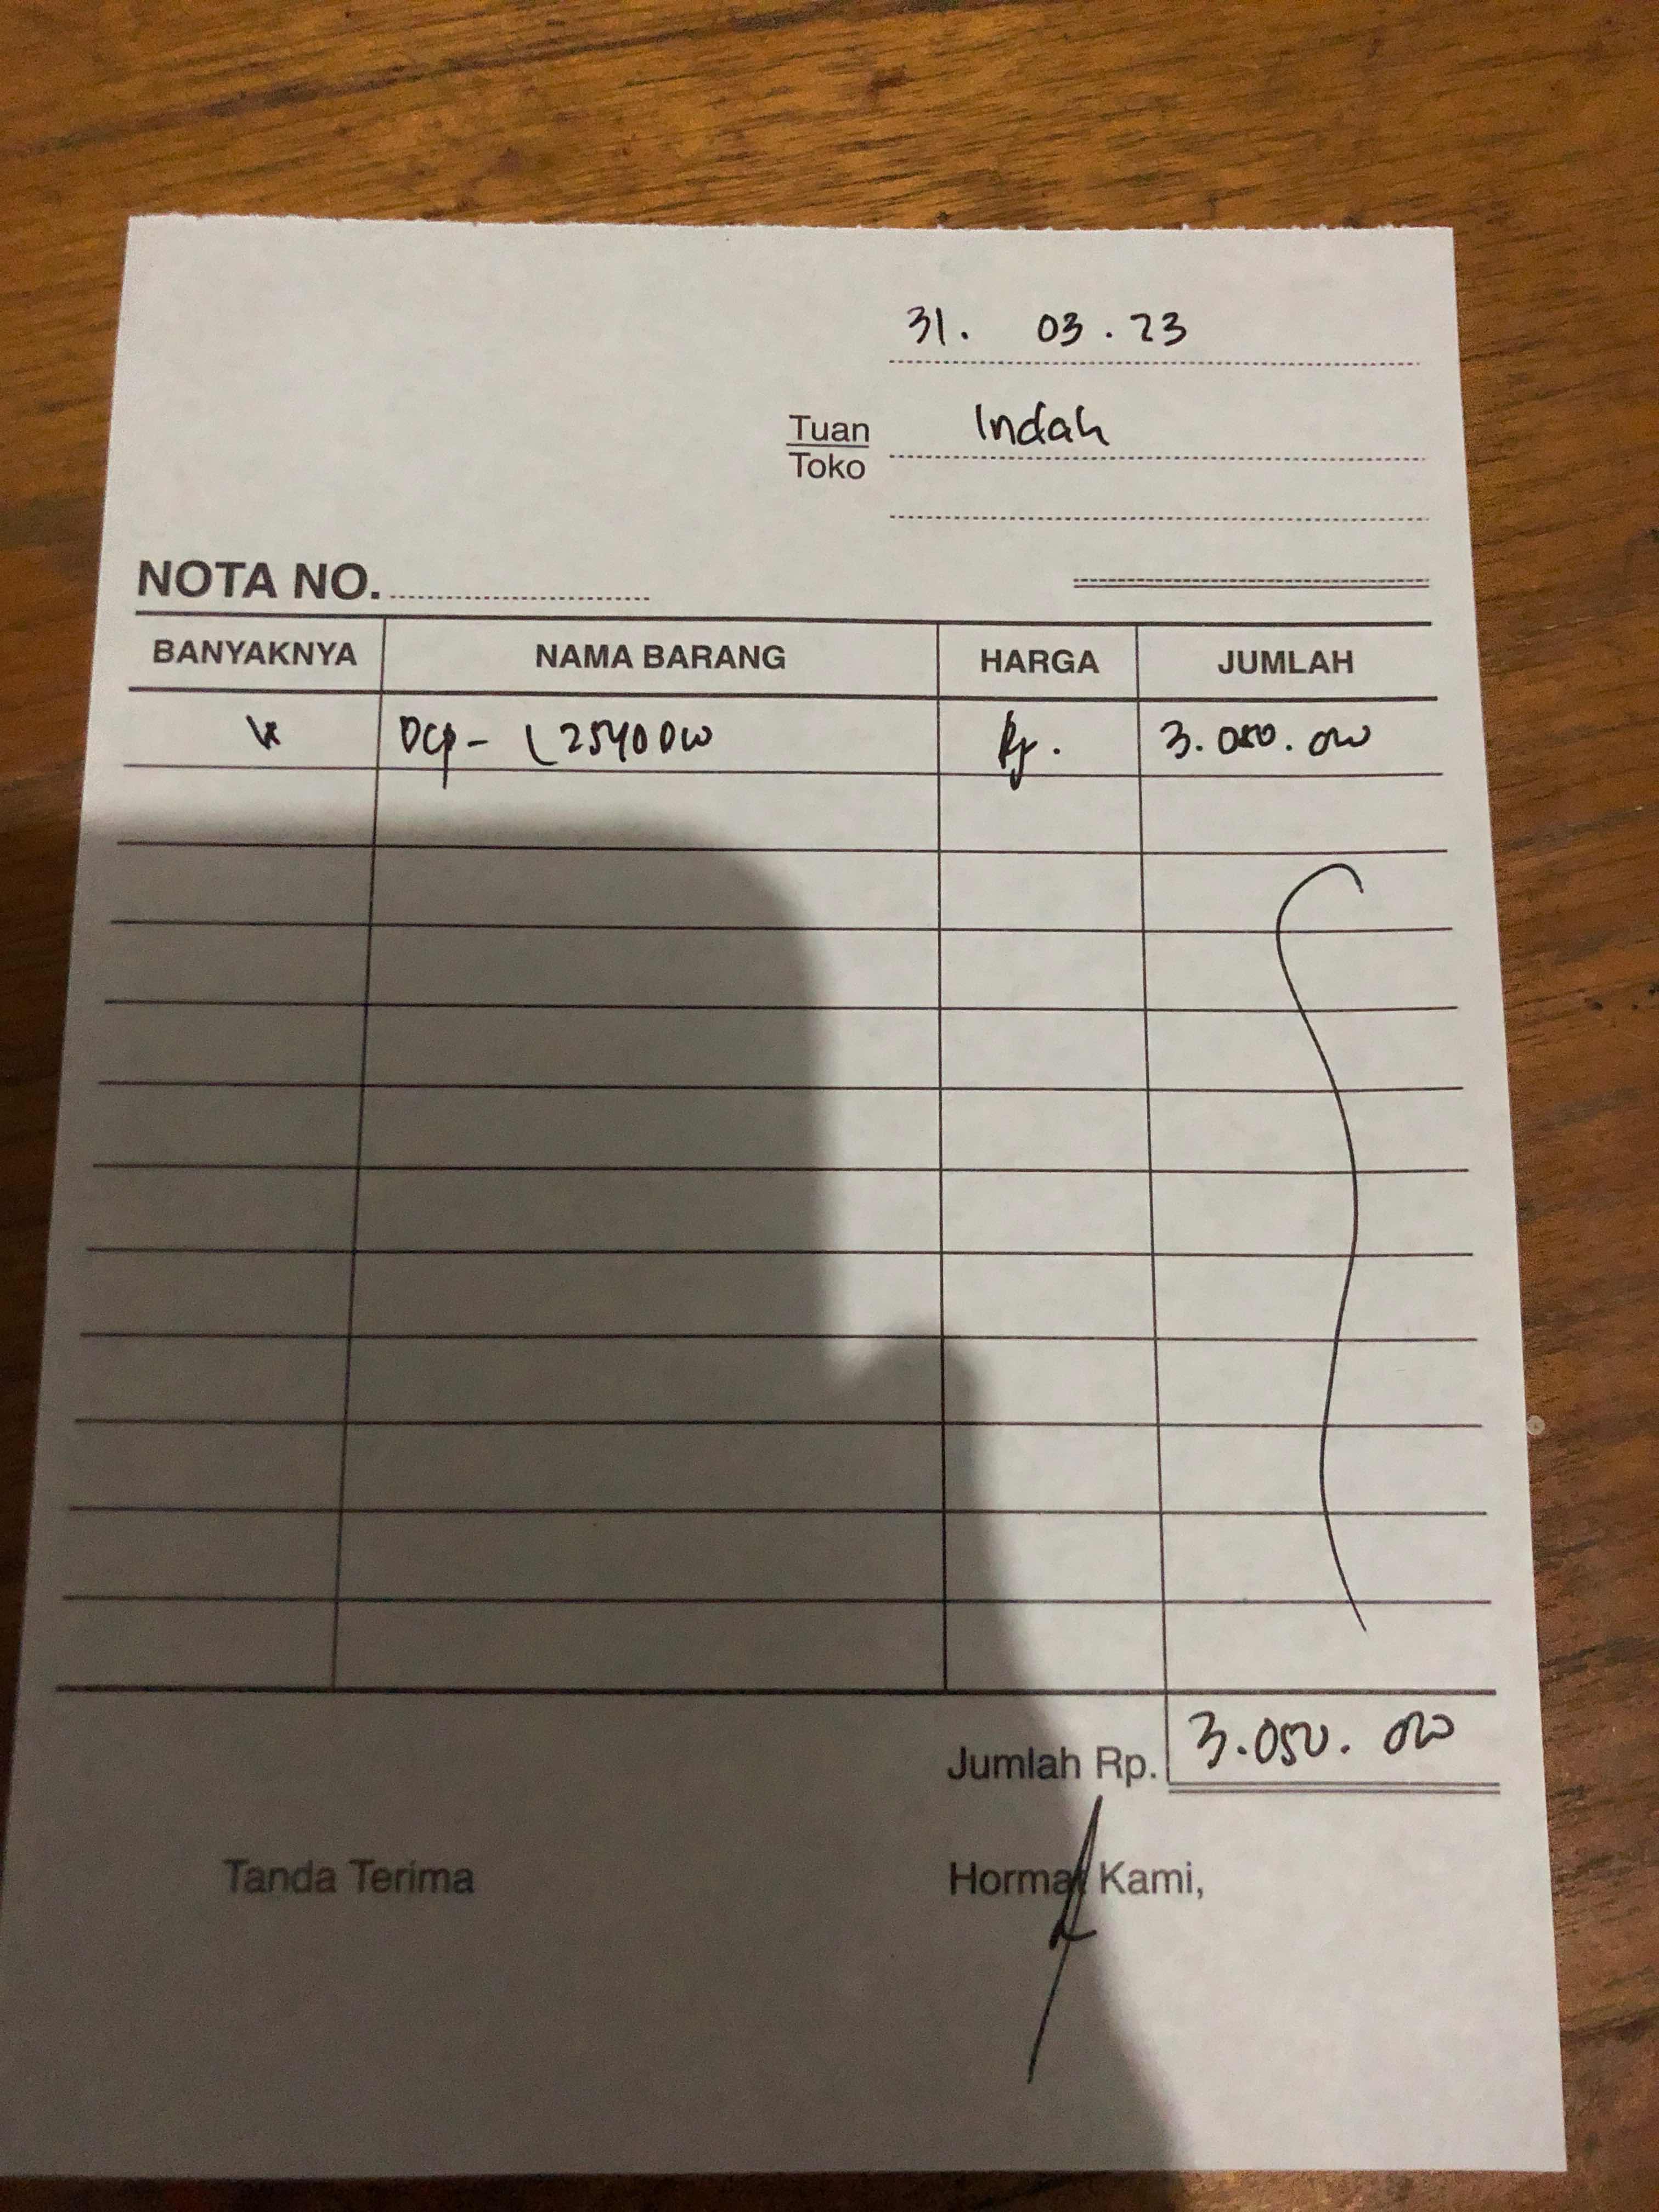 31. 03. 23
Tuan Indah
Toko
NOTA NO.
BANYAKNYA NAMA BARANG HARGA JUMLAH
DCP- L2540DW Rp. 3.050.000
Jumlah Rp. 3.050.000
Tanda Terima Hormat Kami,